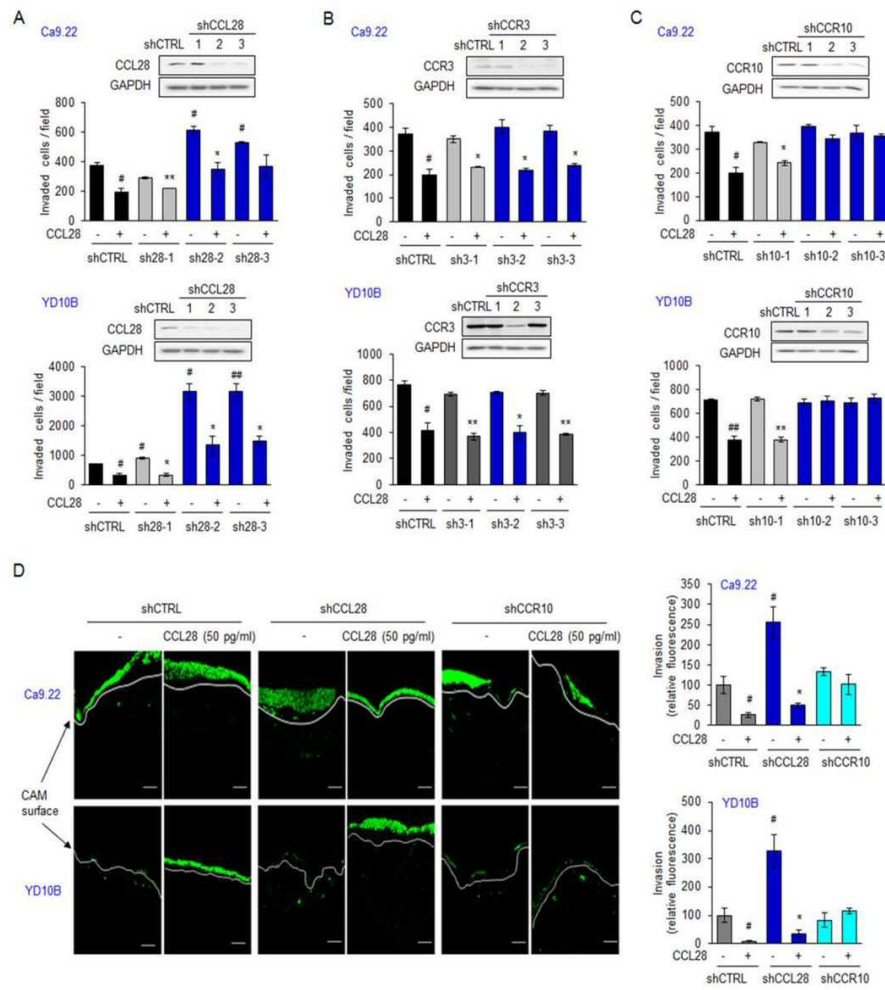 A
Ca9.22
shCCL28
shCTRL 1 2 3
CCL28
GAPDH
Invaded cells / field
800
600
400
200
0
# # # ** * 
CCL28 - + - + - + - +
shCTRL sh28-1 sh28-2 sh28-3
YD10B
shCCL28
shCTRL 1 2 3
CCL28
GAPDH
Invaded cells / field
4000
3000
2000
1000
0
# # * # * ## *
CCL28 - + - + - + - +
shCTRL sh28-1 sh28-2 sh28-3
B
Ca9.22
shCCR3
shCTRL 1 2 3
CCR3
GAPDH
Invaded cells / field
500
400
300
200
100
0
# * * *
CCL28 - + - + - + - +
shCTRL sh3-1 sh3-2 sh3-3
YD10B
shCCR3
shCTRL 1 2 3
CCR3
GAPDH
Invaded cells /field
1000
800
600
400
200
0
# ** * **
CCL28 - + - + - + - +
shCTRL sh3-1 sh3-2 sh3-3
C
Ca9.22
shCCR10
shCTRL 1 2 3
CCR10
GAPDH
Invaded cells / field
500
400
300
200
100
0
# *
CCL28 - + - + - + - +
shCTRL sh10-1 sh10-2 sh10-3
YD10B
shCCR10
shCTRL 1 2 3
CCR10
GAPDH
Invaded cells / field
1000
800
600
400
200
0
## **
CCL28 - + - + - + - +
shCTRL sh10-1 sh10-2 sh10-3
D
shCTRL shCCL28 shCCR10
- CCL28 (50 pg/ml) - CCL28 (50 pg/ml) - CCL28 (50 pg/ml)
Ca9.22
CAM
surface
YD10B
Ca9.22
Invasion
(relative fluorescence)
350
300
250
200
150
100
50
0
# # *
CCL28 - + - + - +
shCTRL shCCL28 shCCR10
YD10B
Invasion
(relative fluorescence)
500
400
300
200
100
0
# # *
CCL28 - + - + - +
shCTRL shCCL28 shCCR10